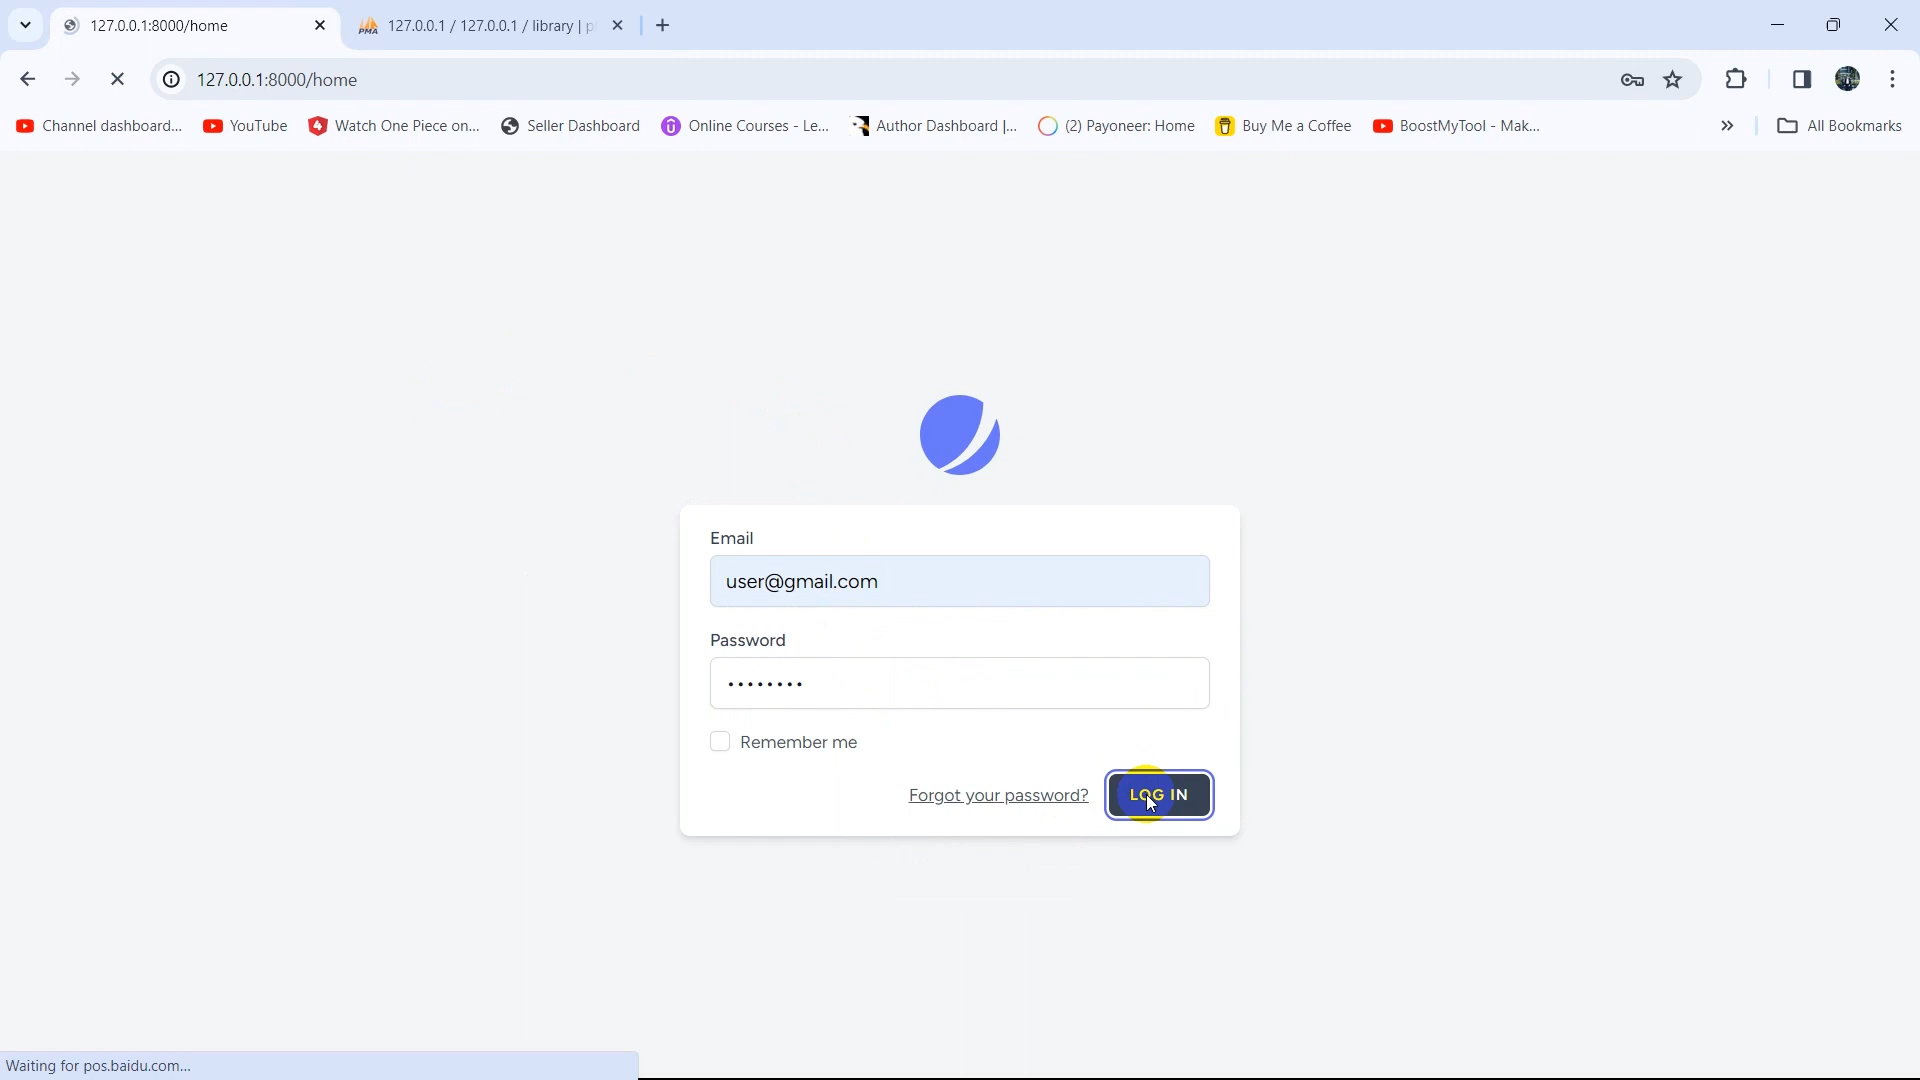 127.0.0.1:8000/home
127.0.0.1 / 127.0.0.1 / library | p
127.0.0.1:8000/home
Channel dashboard... YouTube Watch One Piece on... Seller Dashboard Online Courses - Le... Author Dashboard |... (2) Payoneer: Home Buy Me a Coffee BoostMyTool - Mak... » All Bookmarks
Email
user@gmail.com
Password
Remember me
Forgot your password? LOG IN
Waiting for pos.baidu.com...